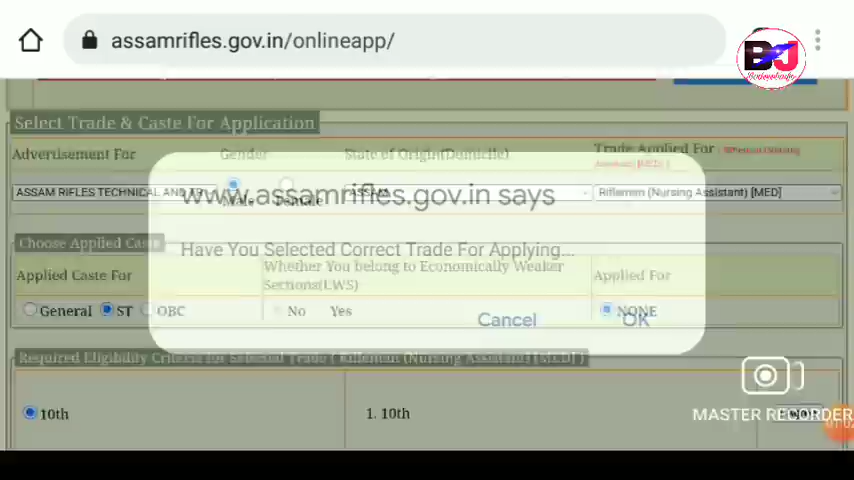 assamrifles.gov.in/onlineapp/
BJ
Select Trade & Caste For Application
Advertisement For Gender State of Origin(Domicile) Trade Applied For
ASSAM RIFLES TECHNICAL AND TR Male Female ASSAM Rifleman (Nursing Assistant) [MED]
www.assamrifles.gov.in says
Have You Selected Correct Trade For Applying...
Cancel OK
Choose Applied Caste
Applied Caste For Whether You belong to Economically Weaker Sections(EWS) Applied For
General ST OBC No Yes NONE
Required Eligibility Criteria for Selected Trade ( Rifleman (Nursing Assistant) [MED] )
10th 1. 10th
MASTER RECORDER